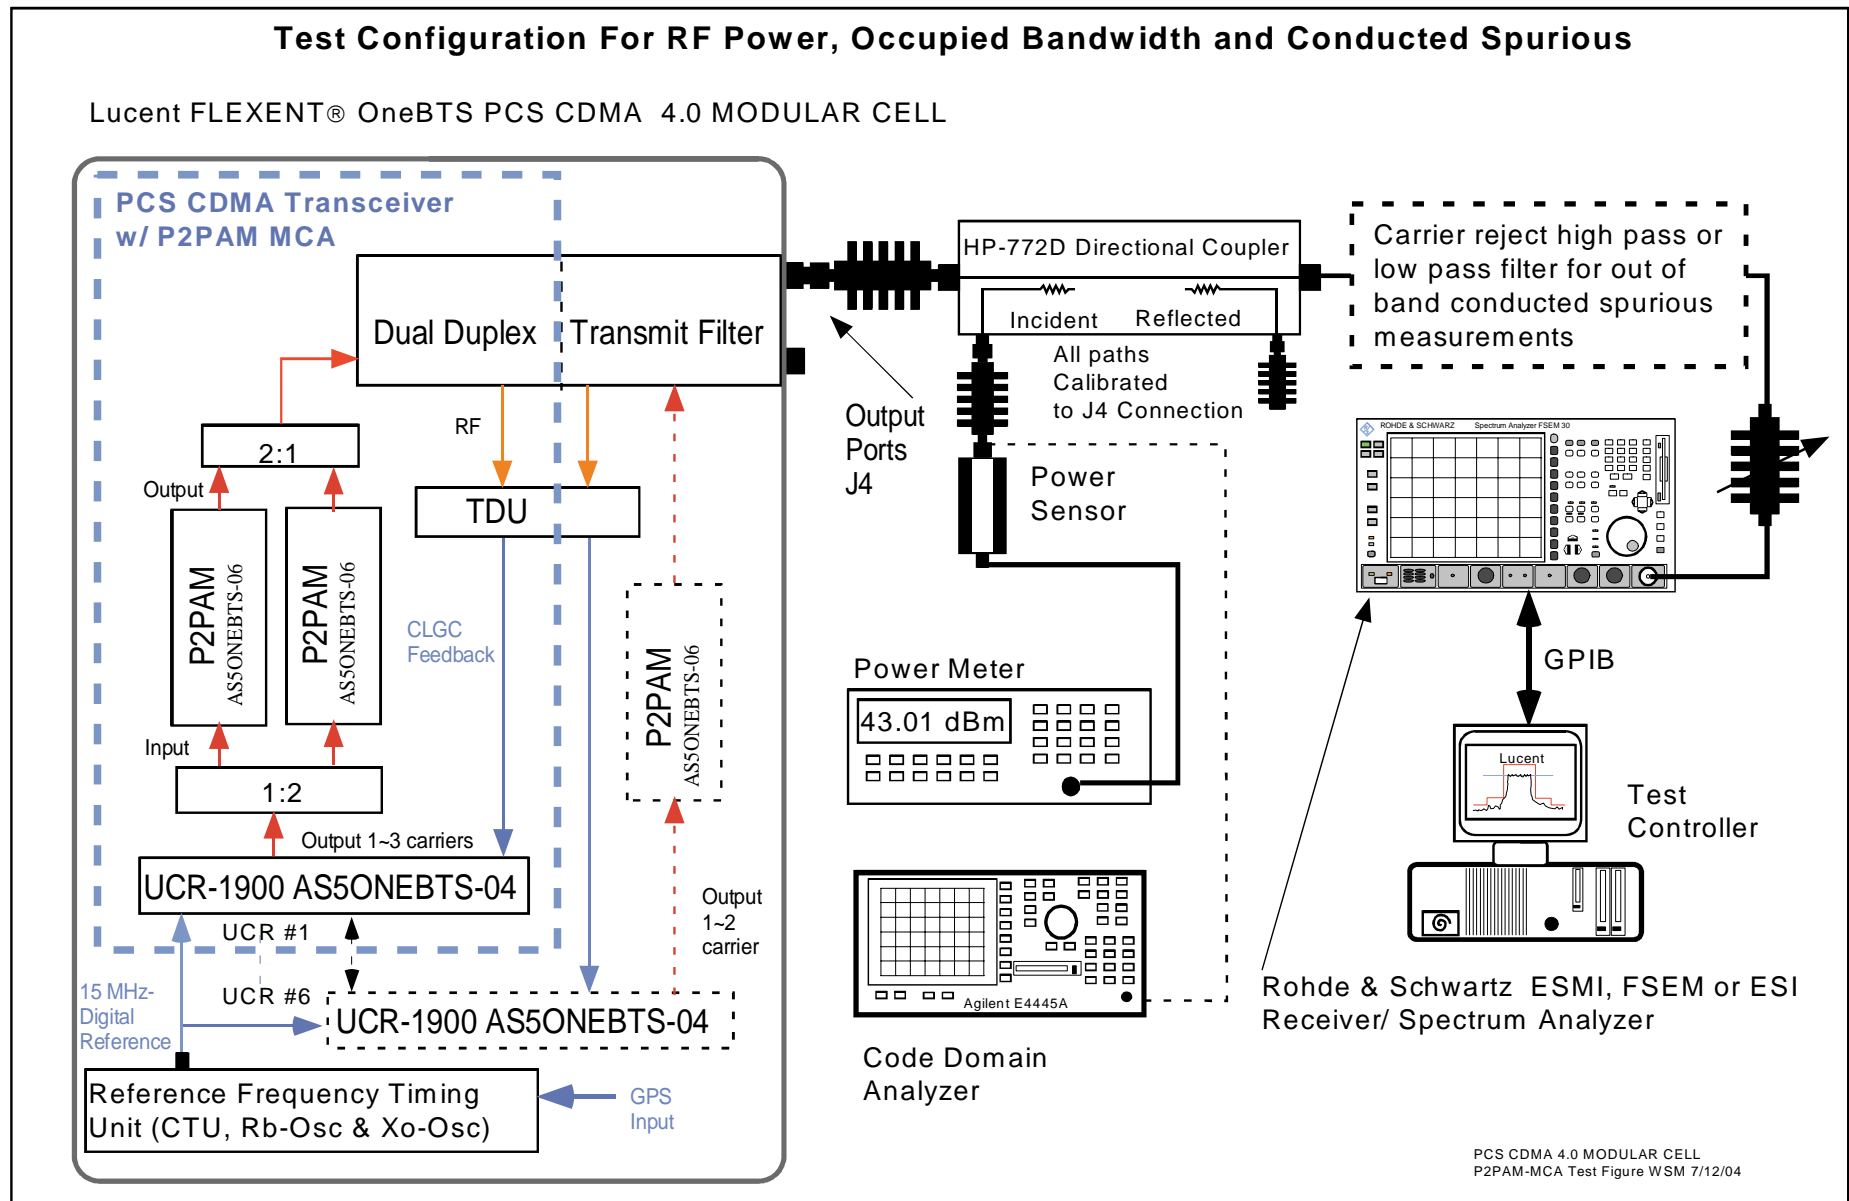 Test Configuration For RF Power, Occupied Bandwidth and Conducted Spurious
Lucent FLEXENT® OneBTS PCS CDMA 4.0 MODULAR CELL
PCS CDMA Transceiver
w/ P2PAM MCA
Dual Duplex
Transmit Filter
RF
2:1
Output
TDU
P2PAM
AS5ONEBTS-06
P2PAM
AS5ONEBTS-06
CLGC
Feedback
P2PAM
AS5ONEBTS-06
Input
1:2
Output 1~3 carriers
UCR-1900 AS5ONEBTS-04
UCR #1
Output
1~2
carrier
15 MHz-
Digital
Reference
UCR #6
UCR-1900 AS5ONEBTS-04
Reference Frequency Timing
Unit (CTU, Rb-Osc & Xo-Osc)
GPS
Input
Output
Ports
J4
HP-772D Directional Coupler
Incident
Reflected
All paths
Calibrated
to J4 Connection
Power
Sensor
Power Meter
43.01 dBm
Agilent E4445A
Code Domain
Analyzer
Carrier reject high pass or
low pass filter for out of
band conducted spurious
measurements
ROHDE & SCHWARZ
Spectrum Analyzer FSEM 30
GPIB
Lucent
Test
Controller
Rohde & Schwartz ESMI, FSEM or ESI
Receiver/ Spectrum Analyzer
PCS CDMA 4.0 MODULAR CELL
P2PAM-MCA Test Figure WSM 7/12/04